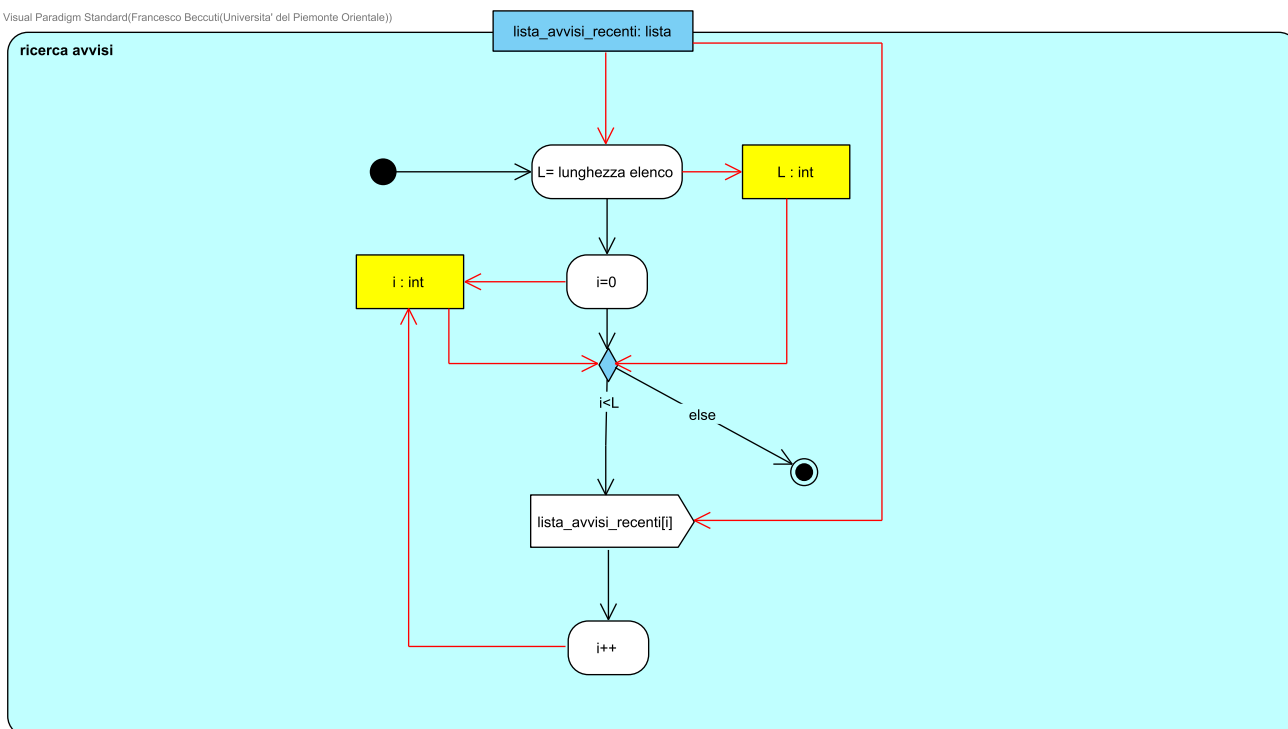 Visual Paradigm Standard(Francesco Beccuti(Universita' del Piemonte Orientale))
lista_avvisi_recenti: lista
ricerca avvisi
L= lunghezza elenco
L : int
i : int
i=0
i<L
else
lista_avvisi_recenti[i]
i++